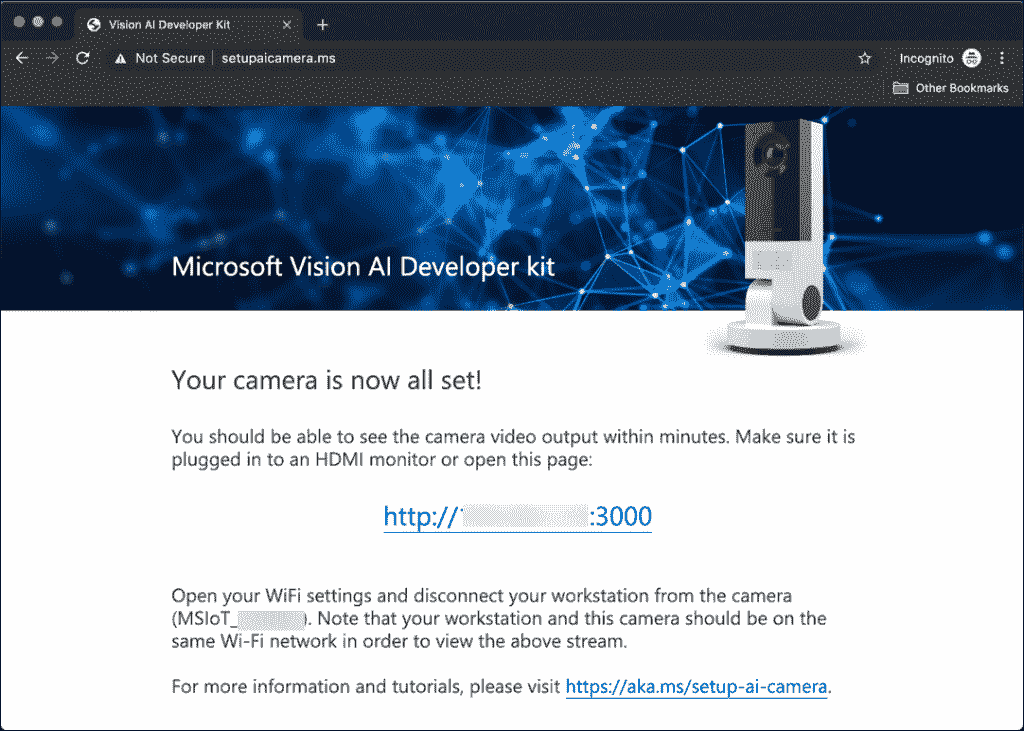 Vision AI Developer Kit
Not Secure setupaicamera.ms Incognito
Other Bookmarks
Microsoft Vision AI Developer kit
Your camera is now all set!
You should be able to see the camera video output within minutes. Make sure it is
plugged in to an HDMI monitor or open this page:
http:// :3000
Open your WiFi settings and disconnect your workstation from the camera
(MSIoT_ ). Note that your workstation and this camera should be on the
same Wi-Fi network in order to view the above stream.
For more information and tutorials, please visit https://aka.ms/setup-ai-camera.